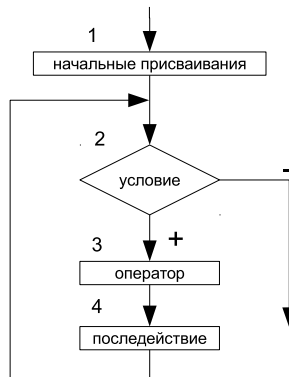 1
начальные присваивания
2
условие
-
3
+
оператор
4
последействие